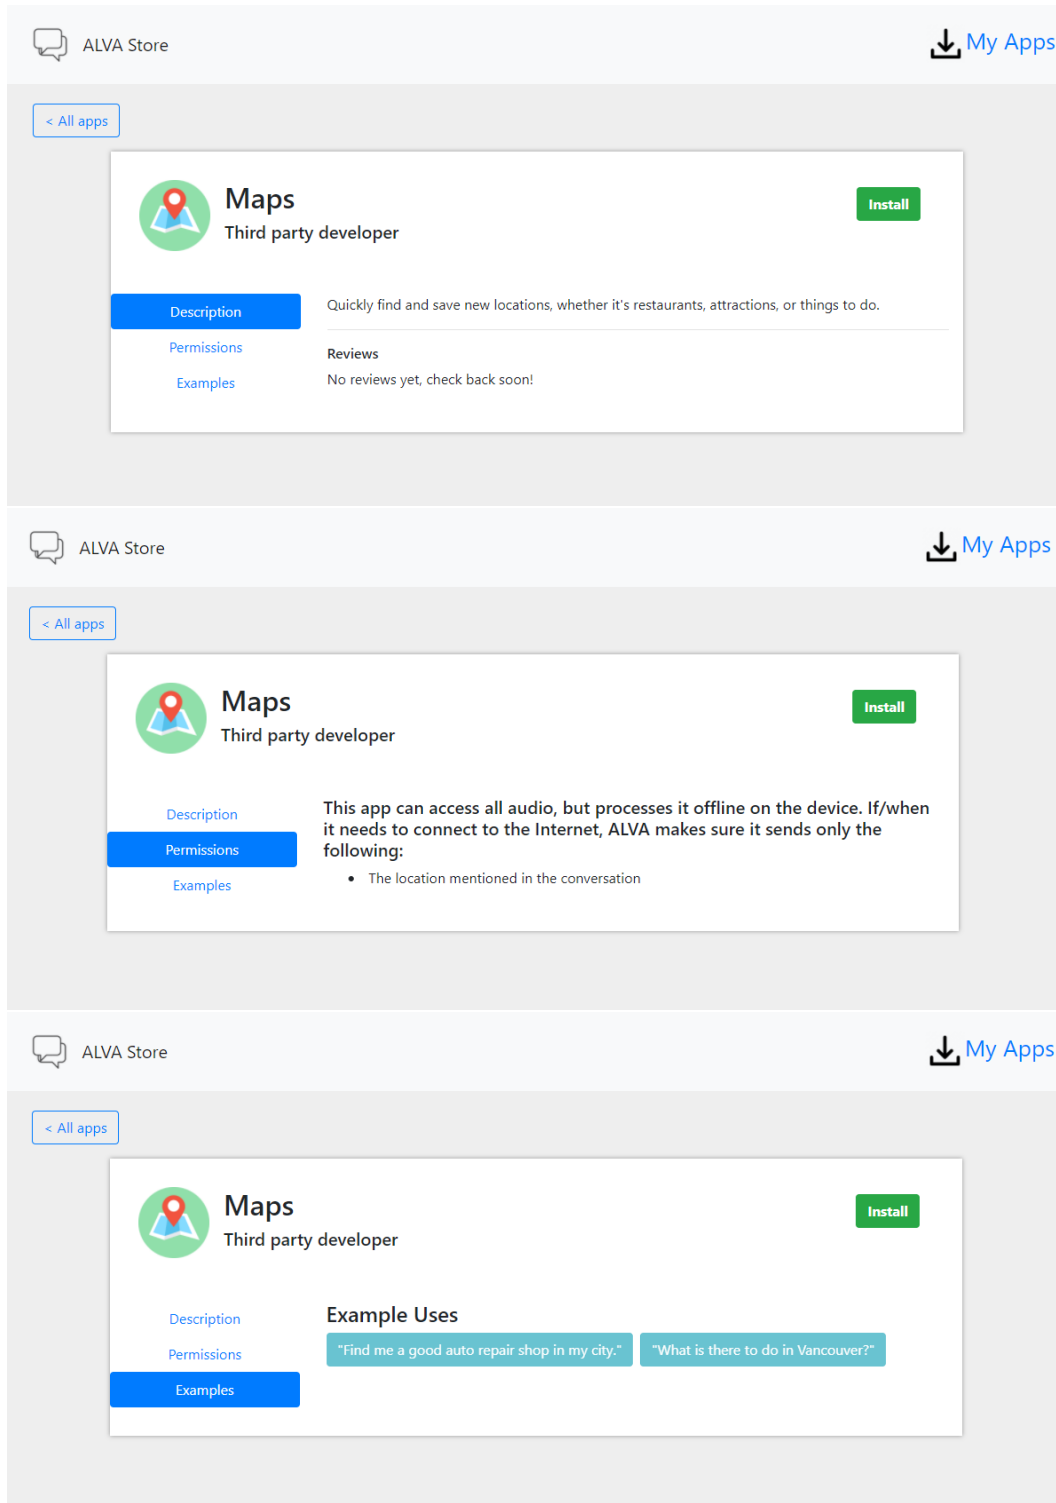 ALVA Store
My Apps
< All apps
Maps
Third party developer
Install
Description
Permissions
Examples
Quickly find and save new locations, whether it's restaurants, attractions, or things to do.
Reviews
No reviews yet, check back soon!
ALVA Store
My Apps
< All apps
Maps
Third party developer
Install
Description
Permissions
Examples
This app can access all audio, but processes it offline on the device. If/when
it needs to connect to the Internet, ALVA makes sure it sends only the
following:
• The location mentioned in the conversation
ALVA Store
My Apps
< All apps
Maps
Third party developer
Install
Description
Permissions
Examples
Example Uses
"Find me a good auto repair shop in my city."
"What is there to do in Vancouver?"